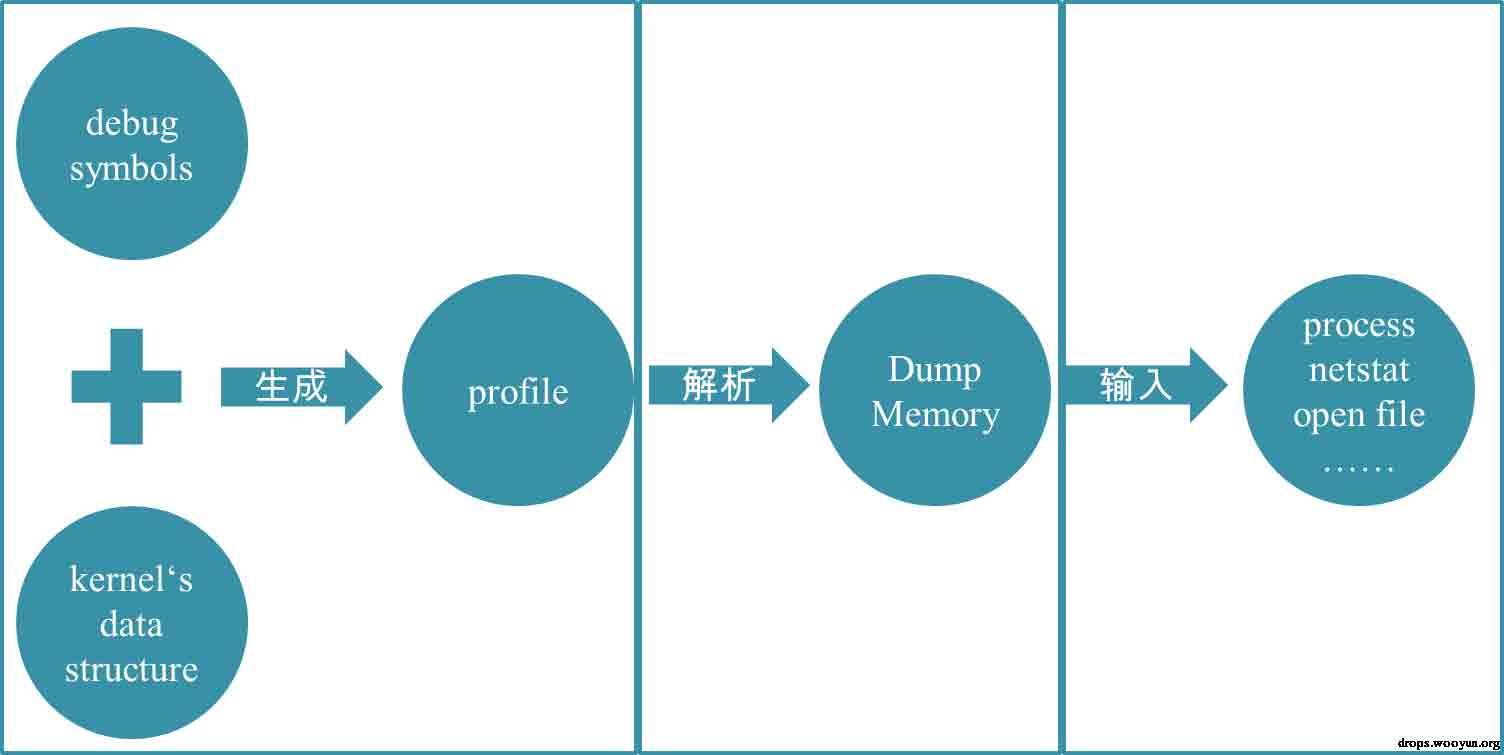 debug
symbols
生成
kernel‘s
data
structure
profile
解析
Dump
Memory
输入
process
netstat
open file
……
drops.wooyun.org